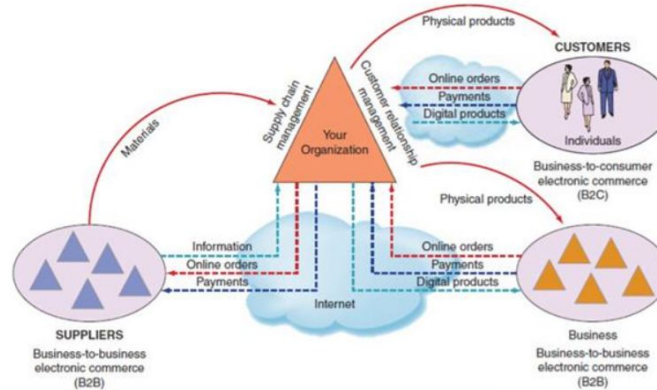 Physical products
CUSTOMERS
Online orders
Payments
Digital products
Individuals
Business-to-consumer
electronic commerce
(B2C)
Materials
Supply chain
management
Customer relationship
management
Your
Organization
Physical products
Information
Online orders
Payments
Internet
Online orders
Payments
Digital products
SUPPLIERS
Business-to-business
electronic commerce
(B2B)
Business
Business-to-business
electronic commerce
(B2B)